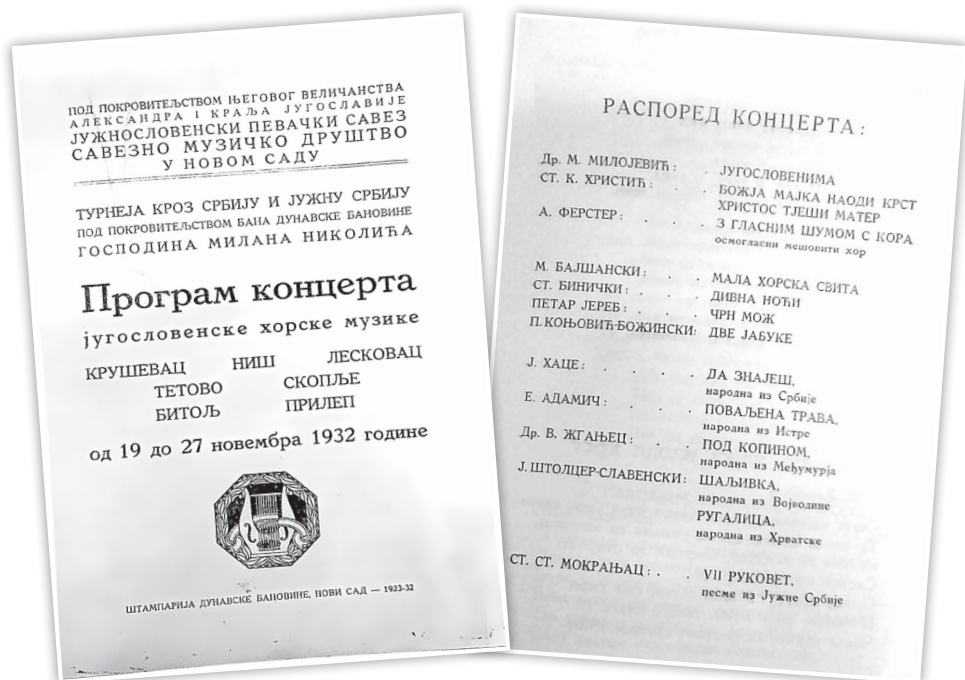 ПОД ПОКРОВИТЕЉСТВОМ ЊЕГОВОГ ВЕЛИЧАНСТВА
АЛЕКСАНДРА I КРАЉА ЈУГОСЛАВИЈЕ
ЈУЖНОСЛОВЕНСКИ ПЕВАЧКИ САВЕЗ
САВЕЗНО МУЗИЧКО ДРУШТВО
У НОВОМ САДУ
ТУРНЕЈА КРОЗ СРБИЈУ И ЈУЖНУ СРБИЈУ
ПОД ПОКРОВИТЕЉСТВОМ БАНА ДУНАВСКЕ БАНОВИНЕ
ГОСПОДИНА МИЛАНА НИКОЛИЋА
Програм концерта
југословенске хорске музике
КРУШЕВАЦ НИШ ЛЕСКОВАЦ
ТЕТОВО СКОПЉЕ
БИТОЉ ПРИЛЕП
од 19 до 27 новембра 1932 године
ШТАМПАРИЈА ДУНАВСКЕ БАНОВИНЕ, НОВИ САД — 1923-32
РАСПОРЕД КОНЦЕРТА:
Др. М. МИЛОЈЕВИЋ: . ЈУГОСЛОВЕНИМА
СТ. К. ХРИСТИЋ: . . БОЖЈА МАЈКА НАОДИ КРСТ
ХРИСТОС ТЈЕШИ МАТЕР
А. ФЕРСТЕР: . . . З ГЛАСНИМ ШУМОМ С КОРА
осмогласни мешовити хор
М. БАЈШАНСКИ: . . МАЛА ХОРСКА СВИТА
СТ. БИНИЧКИ: . . . ДИВНА НОЋИ
ПЕТАР ЈЕРЕБ: . . . ЧРН МОЖ
П. КОЊОВИЋ-БОЖИНСКИ: ДВЕ ЈАБУКЕ
Ј. ХАЦЕ: . . . . ДА ЗНАЈЕШ,
народна из Србије
Е. АДАМИЧ: . . . ПОВАЉЕНА ТРАВА,
народна из Истре
Др. В. ЖГАЊЕЦ: . . ПОД КОПИНОМ,
народна из Међумурја
Ј. ШТОЛЦЕР-СЛАВЕНСКИ: ШАЉИВКА,
народна из Војводине
РУГАЛИЦА,
народна из Хрватске
СТ. СТ. МОКРАЊАЦ: . . VII РУКОВЕТ,
песме из Јужне Србије